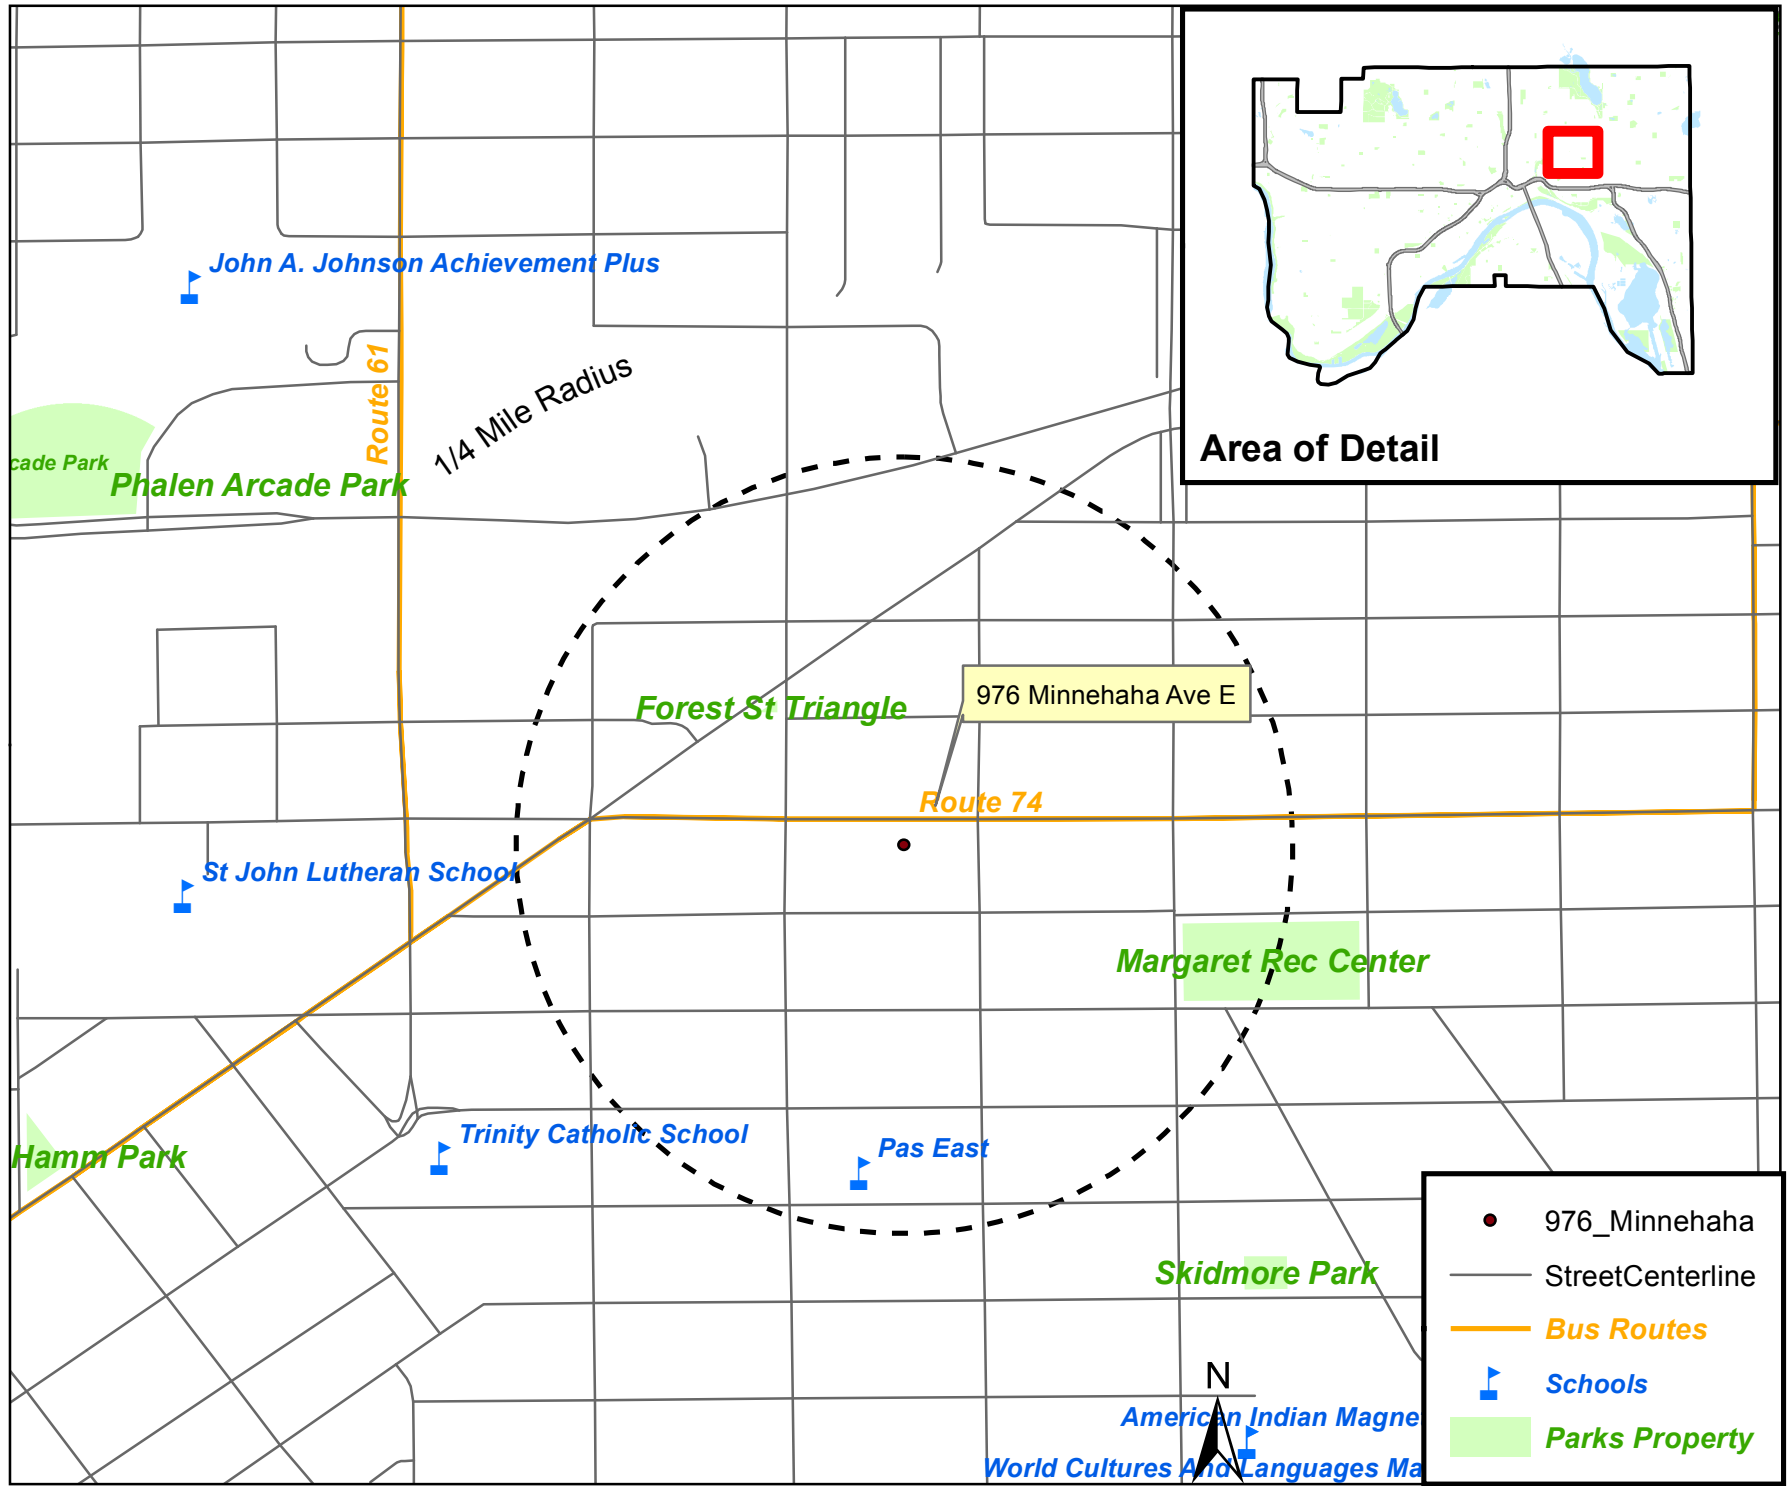 John A. Johnson Achievement Plus
Route 61
1/4 Mile Radius
Area of Detail
cade Park
Phalen Arcade Park
Forest St Triangle
976 Minnehaha Ave E
Route 74
St John Lutheran School
Margaret Rec Center
Trinity Catholic School
Pas East
Hamm Park
Skidmore Park
N
American Indian Magne
World Cultures And Languages Ma
976_Minnehaha
StreetCenterline
Bus Routes
Schools
Parks Property